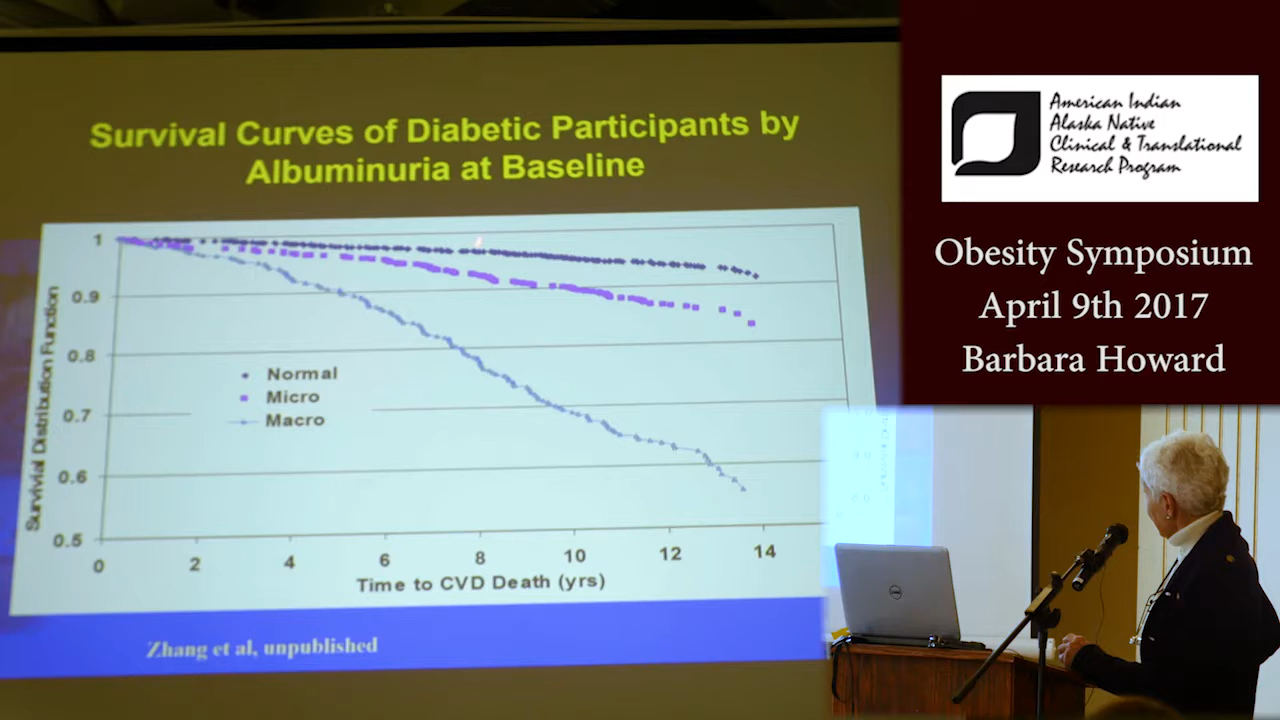 Survival Curves of Diabetic Participants by
Albuminuria at Baseline
Survivial Distribution Function
1
0.9
0.8
0.7
0.6
0.5
Normal
Micro
Macro
0 2 4 6 8 10 12 14
Time to CVD Death (yrs)
Zhang et al, unpublished
American Indian
Alaska Native
Clinical & Translational
Research Program
Obesity Symposium
April 9th 2017
Barbara Howard
DELL